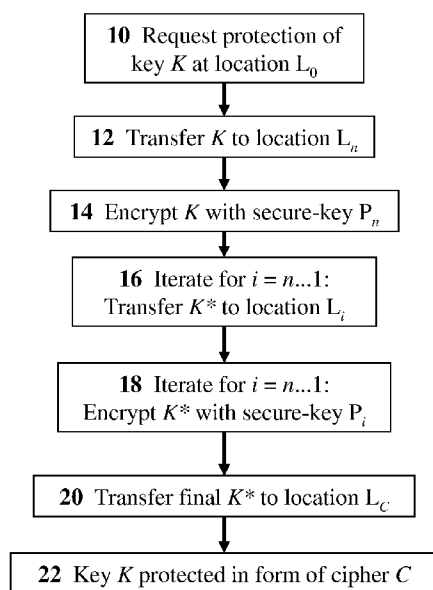 10 Request protection of
key K at location L₀
12 Transfer K to location Lₙ
14 Encrypt K with secure-key Pₙ
16 Iterate for i = n...1:
Transfer K* to location Lᵢ
18 Iterate for i = n...1:
Encrypt K* with secure-key Pᵢ
20 Transfer final K* to location L_C
22 Key K protected in form of cipher C